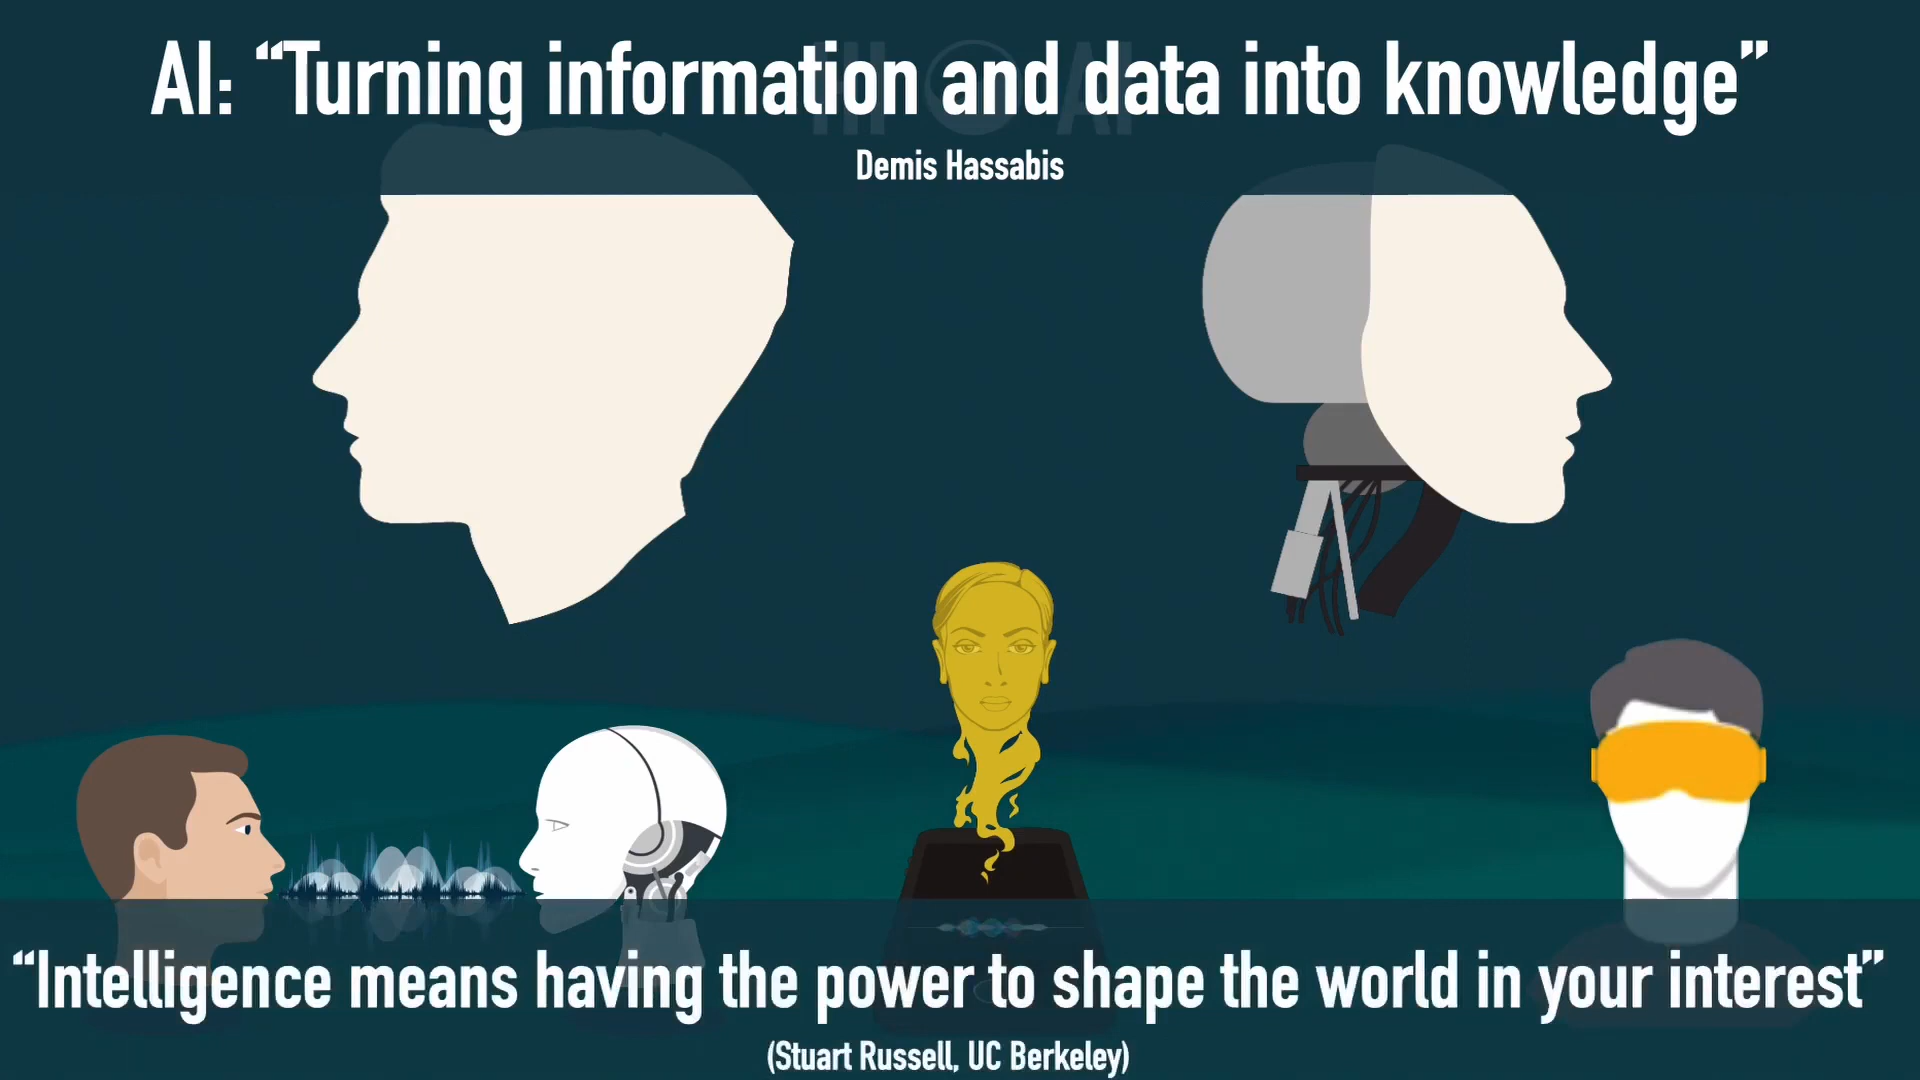 AI: “Turning information and data into knowledge”
Demis Hassabis
“Intelligence means having the power to shape the world in your interest”
(Stuart Russell, UC Berkeley)